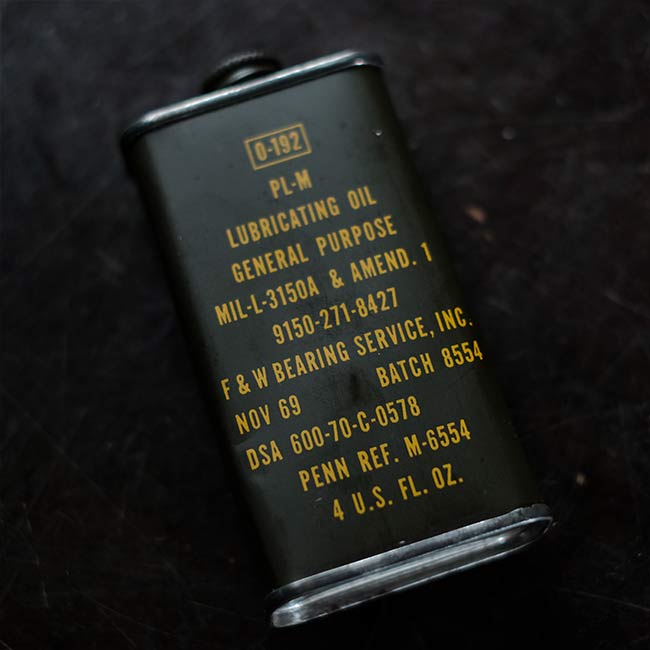 O-192
PL-M
LUBRICATING OIL
GENERAL PURPOSE
MIL-L-3150A & AMEND. 1
9150-271-8427
F & W BEARING SERVICE, INC.
NOV 69 BATCH 8554
DSA 600-70-C-0578
PENN REF. M-6554
4 U.S. FL. OZ.